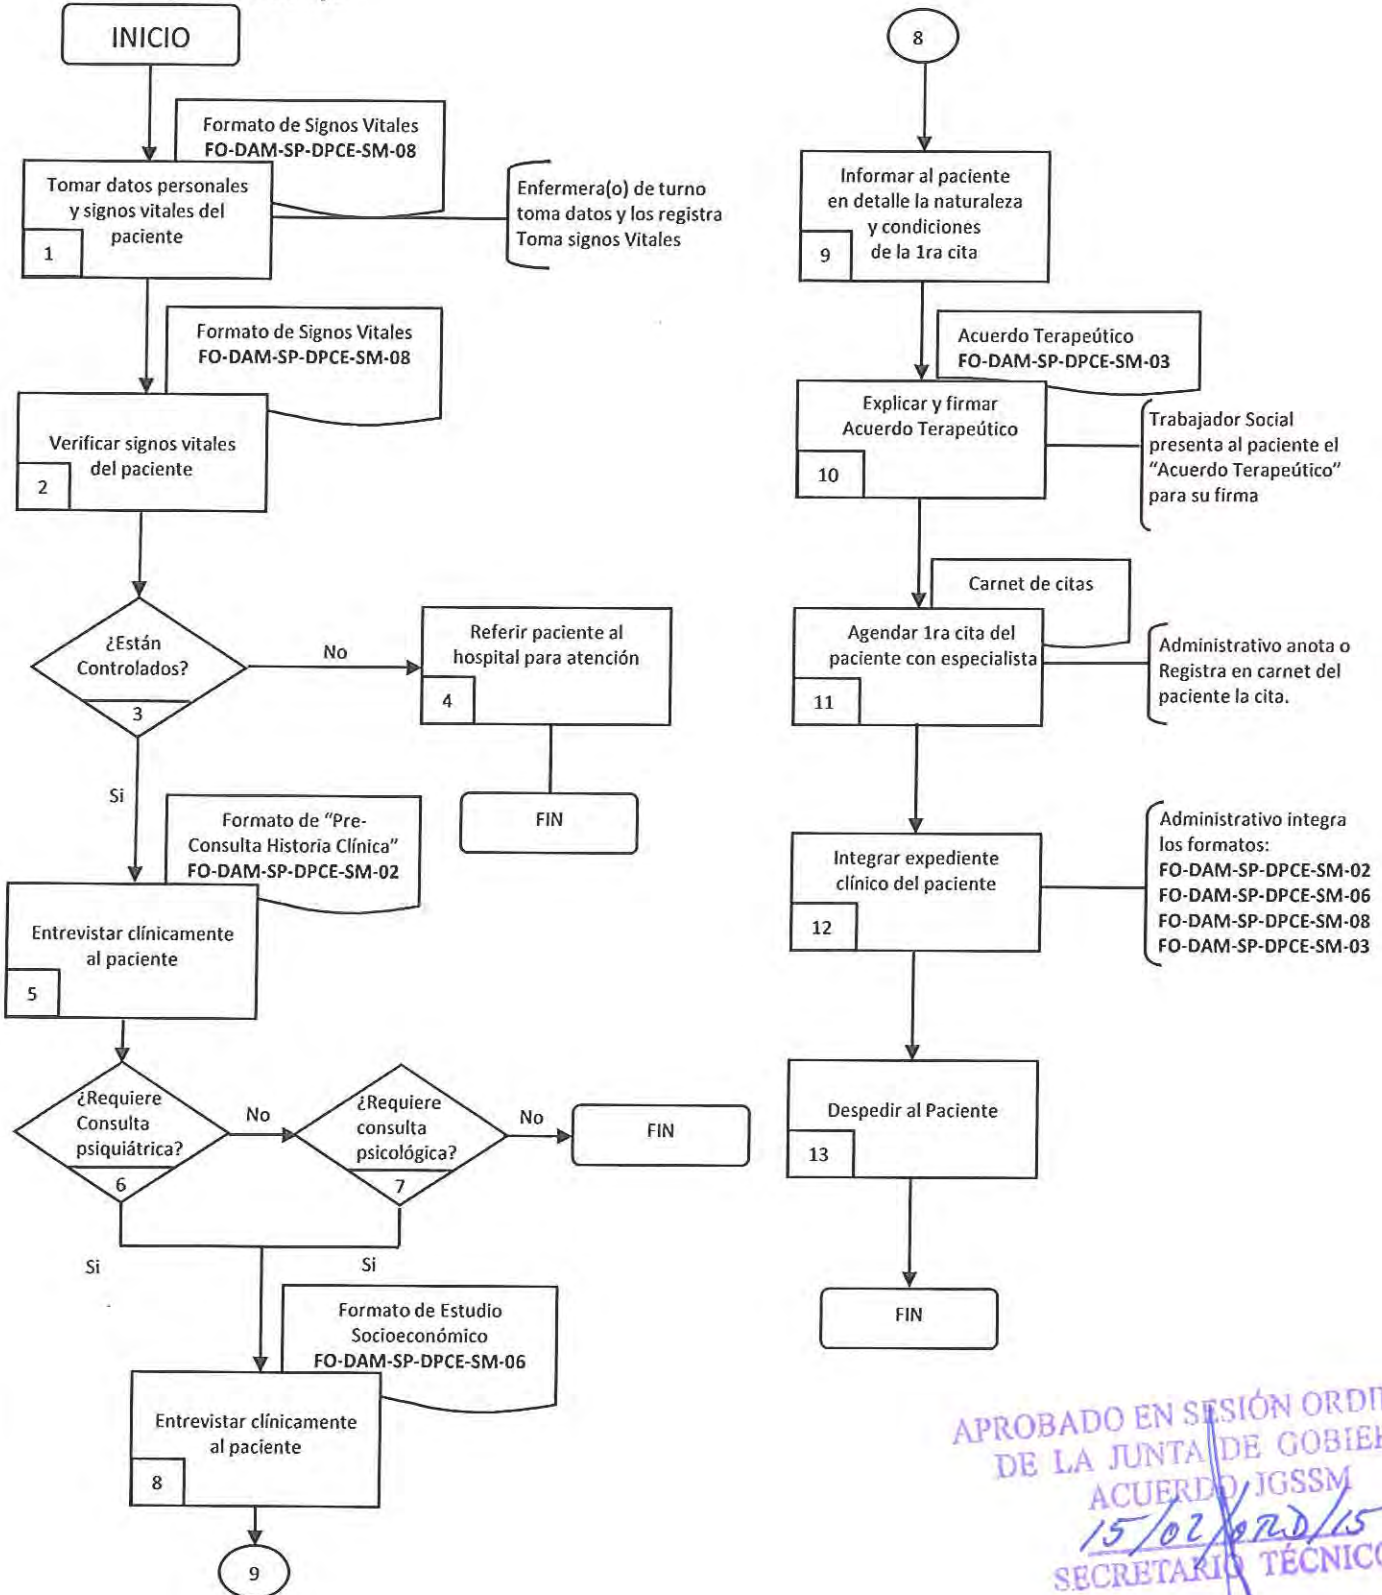 INICIO
Formato de Signos Vitales
FO-DAM-SP-DPCE-SM-08
Tomar datos personales
y signos vitales del
paciente
1
Enfermera(o) de turno
toma datos y los registra
Toma signos Vitales
Formato de Signos Vitales
FO-DAM-SP-DPCE-SM-08
Verificar signos vitales
del paciente
2
¿Están
Controlados?
3
No
Referir paciente al
hospital para atención
4
FIN
Si
Formato de "Pre-
Consulta Historia Clínica"
FO-DAM-SP-DPCE-SM-02
Entrevistar clínicamente
al paciente
5
¿Requiere
Consulta
psiquiátrica?
6
No
¿Requiere
consulta
psicológica?
7
No
FIN
Si
Si
Formato de Estudio
Socioeconómico
FO-DAM-SP-DPCE-SM-06
Entrevistar clínicamente
al paciente
8
9
8
Informar al paciente
en detalle la naturaleza
y condiciones
de la 1ra cita
9
Acuerdo Terapeútico
FO-DAM-SP-DPCE-SM-03
Explicar y firmar
Acuerdo Terapeútico
10
Trabajador Social
presenta al paciente el
"Acuerdo Terapeútico"
para su firma
Carnet de citas
Agendar 1ra cita del
paciente con especialista
11
Administrativo anota o
Registra en carnet del
paciente la cita.
Integrar expediente
clínico del paciente
12
Administrativo integra
los formatos:
FO-DAM-SP-DPCE-SM-02
FO-DAM-SP-DPCE-SM-06
FO-DAM-SP-DPCE-SM-08
FO-DAM-SP-DPCE-SM-03
Despedir al Paciente
13
FIN
APROBADO EN SESIÓN
DE LA JUNTA DE
ACUERDO JGSSM
15/02/ORD/15
SECRETARIO TÉCNICO